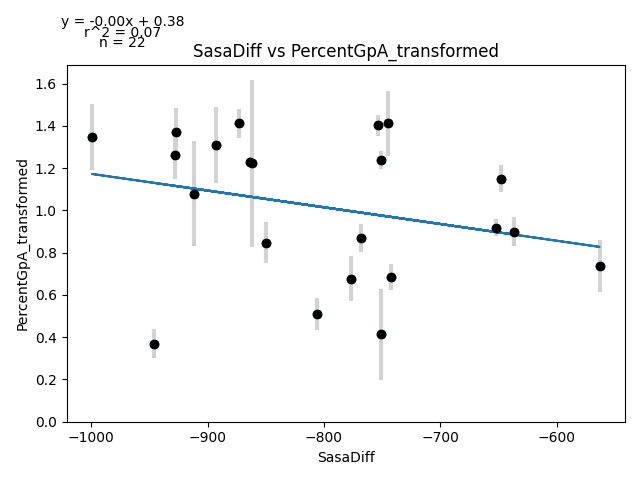 y = -0.00x + 0.38
r^2 = 0.07
n = 22
SasaDiff vs PercentGpA_transformed
PercentGpA_transformed
1.6
1.4
1.2
1.0
0.8
0.6
0.4
0.2
0.0
−1000 −900 −800 −700 −600
SasaDiff